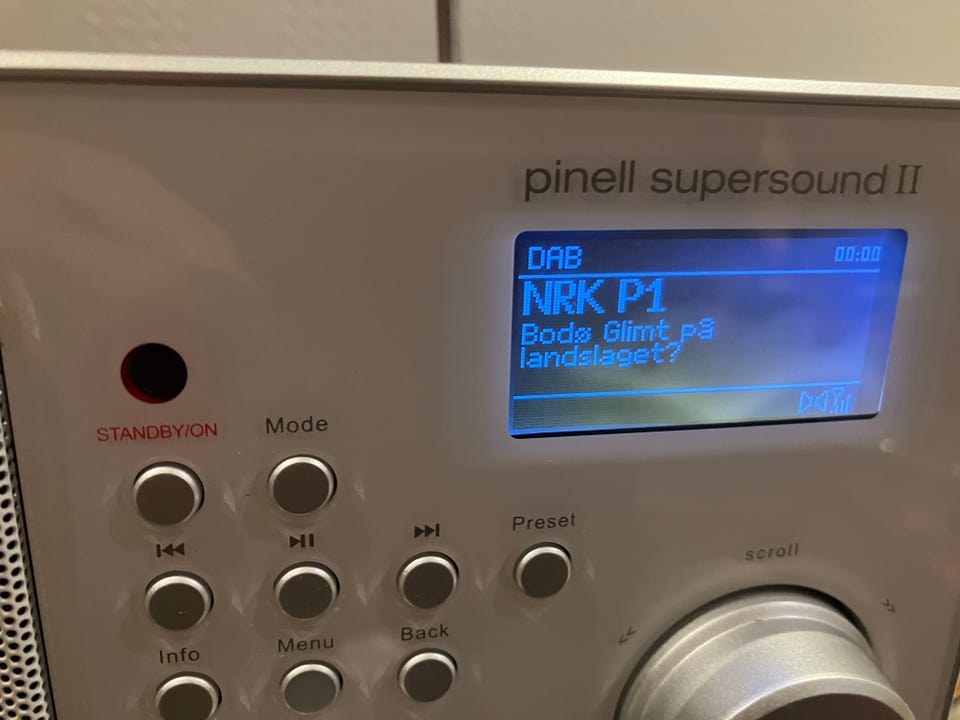 pinell supersound II
DAB 00:00
NRK P1
Bodø Glimt på
landslaget?
STANDBY/ON
Mode
Preset
scroll
Info
Menu
Back